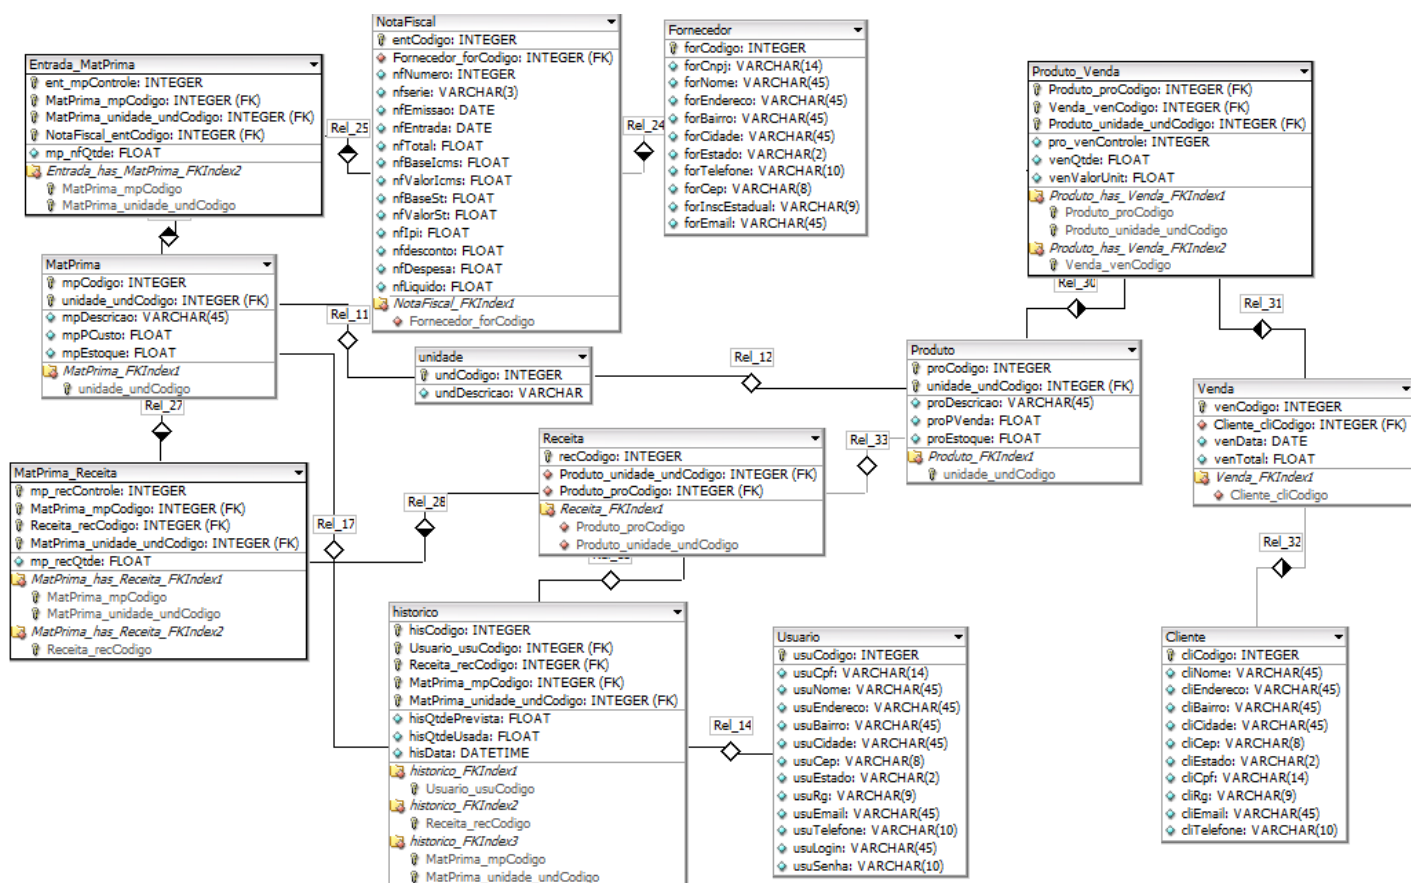 NotaFiscal
entCodigo: INTEGER
Fornecedor_forCodigo: INTEGER (FK)
nfNumero: INTEGER
nfserie: VARCHAR(3)
nfEmissao: DATE
nfEntrada: DATE
nfTotal: FLOAT
nfBaseIcms: FLOAT
nfValorIcms: FLOAT
nfBaseSt: FLOAT
nfValorSt: FLOAT
nfIpi: FLOAT
nfdesconto: FLOAT
nfDespesa: FLOAT
nfLiquido: FLOAT
NotaFiscal_FKIndex1
Fornecedor_forCodigo
Fornecedor
forCodigo: INTEGER
forCnpj: VARCHAR(14)
forNome: VARCHAR(45)
forEndereco: VARCHAR(45)
forBairro: VARCHAR(45)
forCidade: VARCHAR(45)
forEstado: VARCHAR(2)
forTelefone: VARCHAR(10)
forCep: VARCHAR(8)
forInscEstadual: VARCHAR(9)
forEmail: VARCHAR(45)
Entrada_MatPrima
ent_mpControle: INTEGER
MatPrima_mpCodigo: INTEGER (FK)
MatPrima_unidade_undCodigo: INTEGER (FK)
NotaFiscal_entCodigo: INTEGER (FK)
mp_nfQtde: FLOAT
Entrada_has_MatPrima_FKIndex2
MatPrima_mpCodigo
MatPrima_unidade_undCodigo
Rel_25
Rel_24
Produto_Venda
Produto_proCodigo: INTEGER (FK)
Venda_venCodigo: INTEGER (FK)
Produto_unidade_undCodigo: INTEGER (FK)
pro_venControle: INTEGER
venQtde: FLOAT
venValorUnit: FLOAT
Produto_has_Venda_FKIndex1
Produto_proCodigo
Produto_unidade_undCodigo
Produto_has_Venda_FKIndex2
Venda_venCodigo
MatPrima
mpCodigo: INTEGER
unidade_undCodigo: INTEGER (FK)
mpDescricao: VARCHAR(45)
mpPCusto: FLOAT
mpEstoque: FLOAT
MatPrima_FKIndex1
unidade_undCodigo
Rel_11
Rel_30
Rel_31
unidade
undCodigo: INTEGER
undDescricao: VARCHAR
Rel_12
Produto
proCodigo: INTEGER
unidade_undCodigo: INTEGER (FK)
proDescricao: VARCHAR(45)
proPVenda: FLOAT
proEstoque: FLOAT
Produto_FKIndex1
unidade_undCodigo
Venda
venCodigo: INTEGER
Cliente_cliCodigo: INTEGER (FK)
venData: DATE
venTotal: FLOAT
Venda_FKIndex1
Cliente_cliCodigo
Rel_27
Receita
recCodigo: INTEGER
Produto_unidade_undCodigo: INTEGER (FK)
Produto_proCodigo: INTEGER (FK)
Receita_FKIndex1
Produto_proCodigo
Produto_unidade_undCodigo
Rel_33
MatPrima_Receita
mp_recControle: INTEGER
MatPrima_mpCodigo: INTEGER (FK)
Receita_recCodigo: INTEGER (FK)
MatPrima_unidade_undCodigo: INTEGER (FK)
mp_recQtde: FLOAT
MatPrima_has_Receita_FKIndex1
MatPrima_mpCodigo
MatPrima_unidade_undCodigo
MatPrima_has_Receita_FKIndex2
Receita_recCodigo
Rel_28
Rel_17
Rel_32
historico
hisCodigo: INTEGER
Usuario_usuCodigo: INTEGER (FK)
Receita_recCodigo: INTEGER (FK)
MatPrima_mpCodigo: INTEGER (FK)
MatPrima_unidade_undCodigo: INTEGER (FK)
hisQtdePrevista: FLOAT
hisQtdeUsada: FLOAT
hisData: DATETIME
historico_FKIndex1
Usuario_usuCodigo
historico_FKIndex2
Receita_recCodigo
historico_FKIndex3
MatPrima_mpCodigo
MatPrima_unidade_undCodigo
Rel_14
Usuario
usuCodigo: INTEGER
usuCpf: VARCHAR(14)
usuNome: VARCHAR(45)
usuEndereco: VARCHAR(45)
usuBairro: VARCHAR(45)
usuCidade: VARCHAR(45)
usuCep: VARCHAR(8)
usuEstado: VARCHAR(2)
usuRg: VARCHAR(9)
usuEmail: VARCHAR(45)
usuTelefone: VARCHAR(10)
usuLogin: VARCHAR(45)
usuSenha: VARCHAR(10)
Cliente
cliCodigo: INTEGER
cliNome: VARCHAR(45)
cliEndereco: VARCHAR(45)
cliBairro: VARCHAR(45)
cliCidade: VARCHAR(45)
cliCep: VARCHAR(8)
cliEstado: VARCHAR(2)
cliCpf: VARCHAR(14)
cliRg: VARCHAR(9)
cliEmail: VARCHAR(45)
cliTelefone: VARCHAR(10)